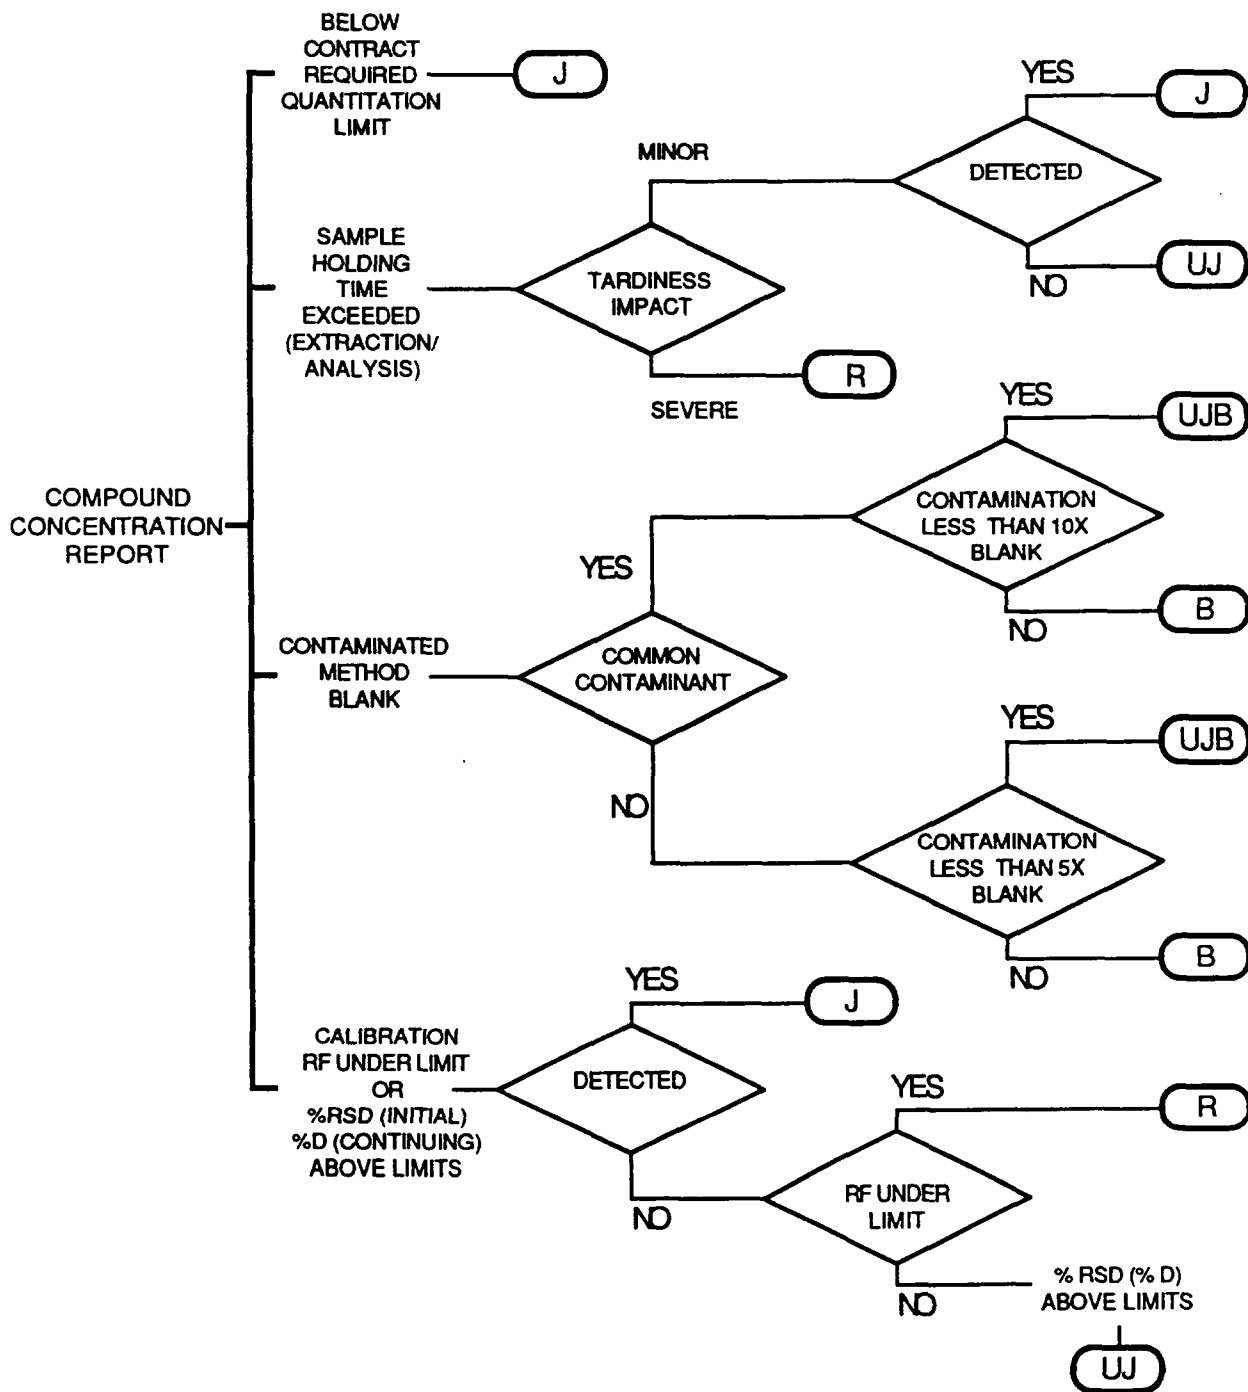 BELOW
CONTRACT
REQUIRED
QUANTITATION
LIMIT
J
YES
J
MINOR
DETECTED
NO
UJ
SAMPLE
HOLDING
TIME
EXCEEDED
(EXTRACTION/
ANALYSIS)
TARDINESS
IMPACT
R
SEVERE
COMPOUND
CONCENTRATION
REPORT
YES
UJB
CONTAMINATION
LESS THAN 10X
BLANK
YES
NO
B
CONTAMINATED
METHOD
BLANK
COMMON
CONTAMINANT
YES
UJB
NO
CONTAMINATION
LESS THAN 5X
BLANK
NO
B
YES
J
CALIBRATION
RF UNDER LIMIT
OR
%RSD (INITIAL)
%D (CONTINUING)
ABOVE LIMITS
DETECTED
YES
R
NO
RF UNDER
LIMIT
NO
% RSD (% D)
ABOVE LIMITS
UJ